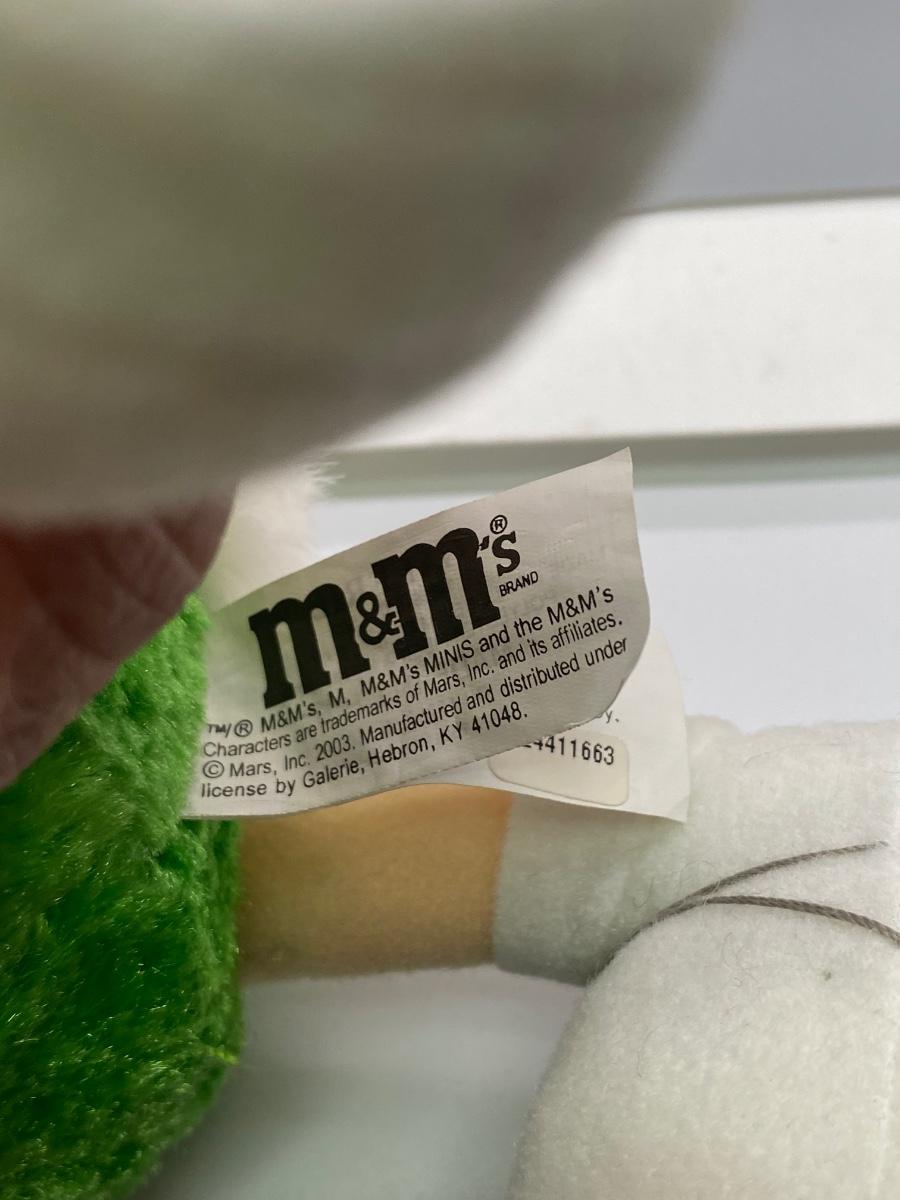 m&m's®
BRAND
™/® M&M's, M, M&M's MINIS and the M&M's
Characters are trademarks of Mars, Inc. and its affiliates.
© Mars, Inc. 2003. Manufactured and distributed under
license by Galerie, Hebron, KY 41048.
y.
4411663